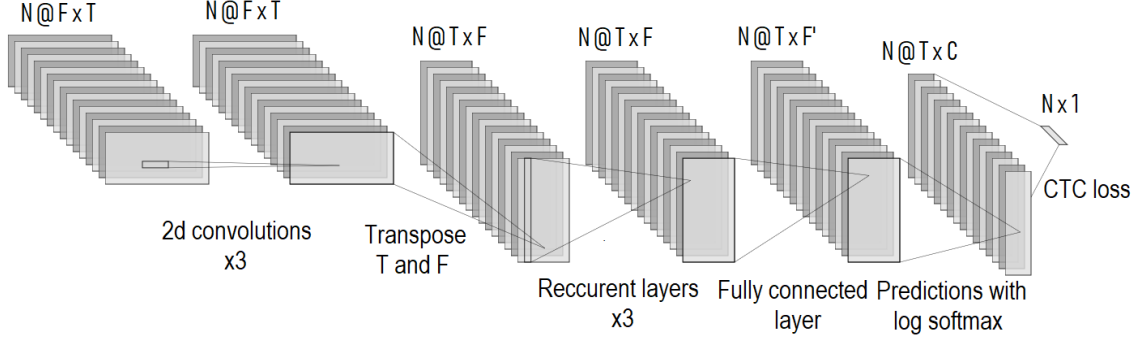 N@FxT
N@FxT
N@TxF
N@TxF
N@TxF'
N@TxC
Nx1
CTC loss
2d convolutions
x3
Transpose
T and F
Reccurent layers
x3
Fully connected
layer
Predictions with
log softmax